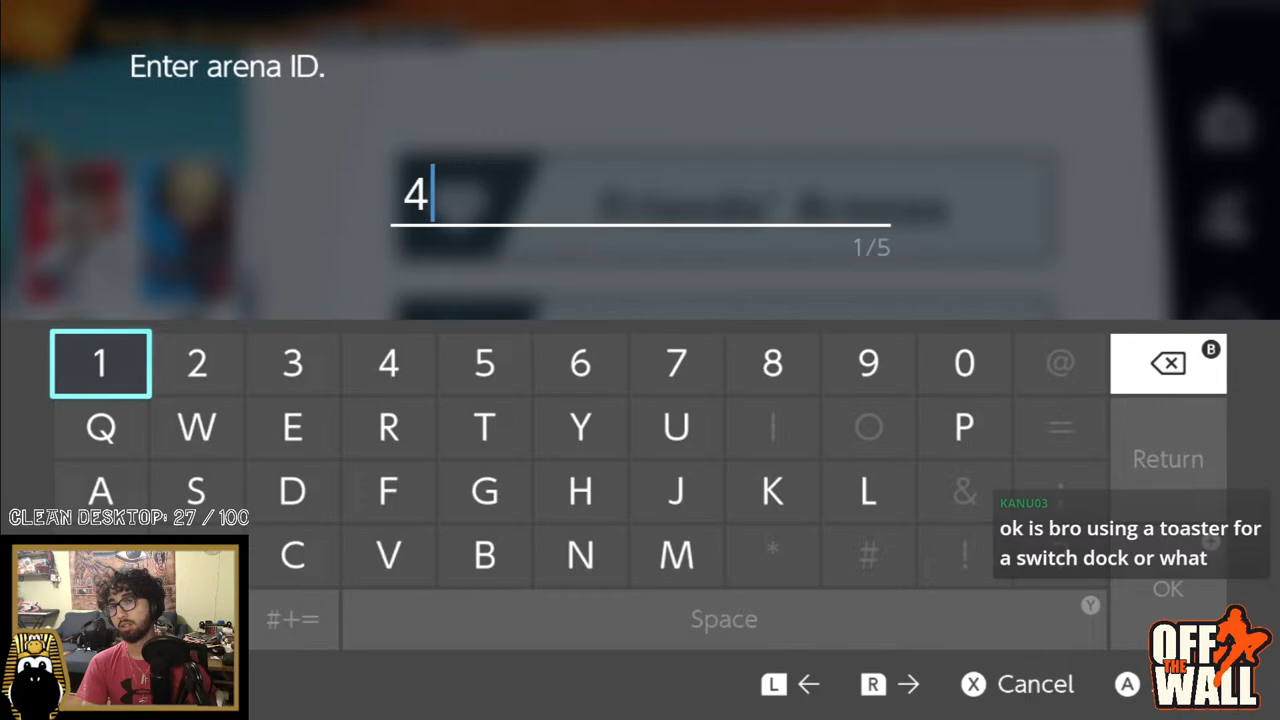 Enter arena ID.
Friends' Arenas
4
1/5
1 2 3 4 5 6 7 8 9 0 @ B
Q W E R T Y U I O P =
Return
A S D F G H J K L & :
CLEAN DESKTOP: 27 / 100
KANU03
ok is bro using a toaster for
a switch dock or what
C V B N M * # !
OK
#+= Space Y
OFF
THE
WALL
L ← R → X Cancel A